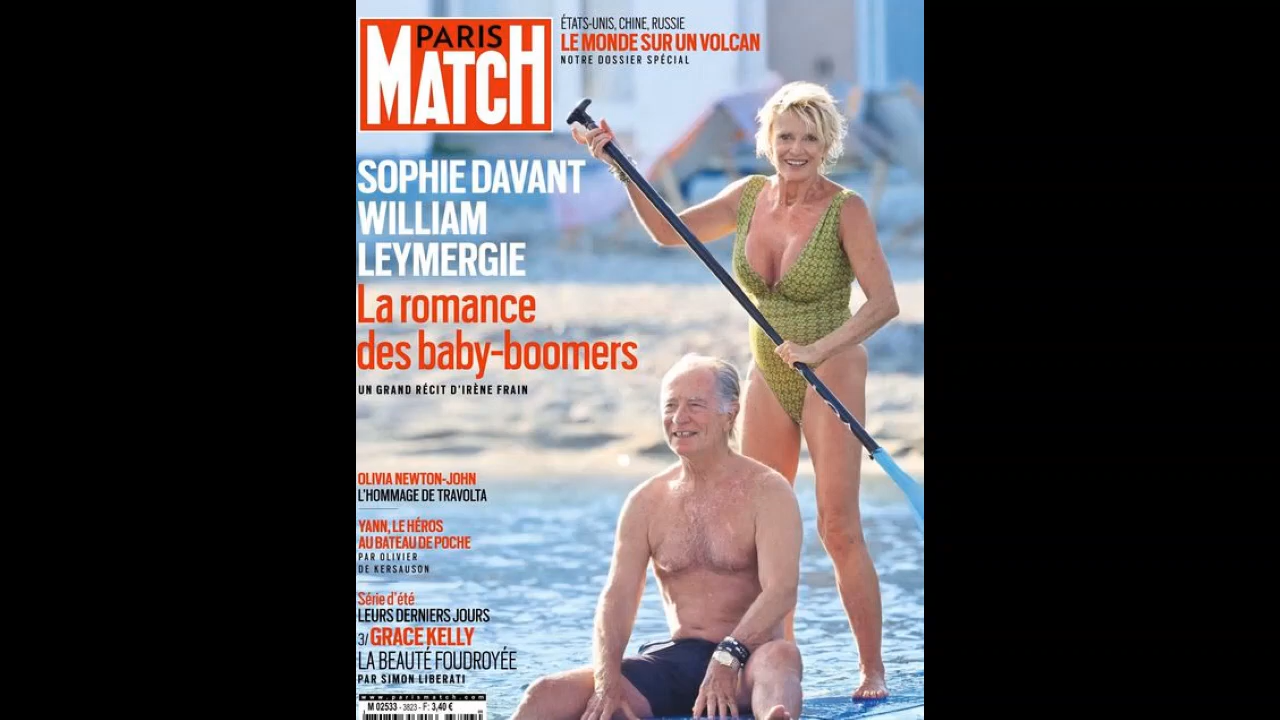 PARIS
MATCH
ÉTATS-UNIS, CHINE, RUSSIE
LE MONDE SUR UN VOLCAN
NOTRE DOSSIER SPÉCIAL
SOPHIE DAVANT
WILLIAM
LEYMERGIE
La romance
des baby-boomers
UN GRAND RÉCIT D'IRÈNE FRAIN
OLIVIA NEWTON-JOHN
L'HOMMAGE DE TRAVOLTA
YANN, LE HÉROS
AU BATEAU DE POCHE
PAR OLIVIER
DE KERSAUSON
Série d'été
LEURS DERNIERS JOURS
3/ GRACE KELLY
LA BEAUTÉ FOUDROYÉE
PAR SIMON LIBERATI
www.parismatch.com
M 02533 - 3823 - F: 3,40 €